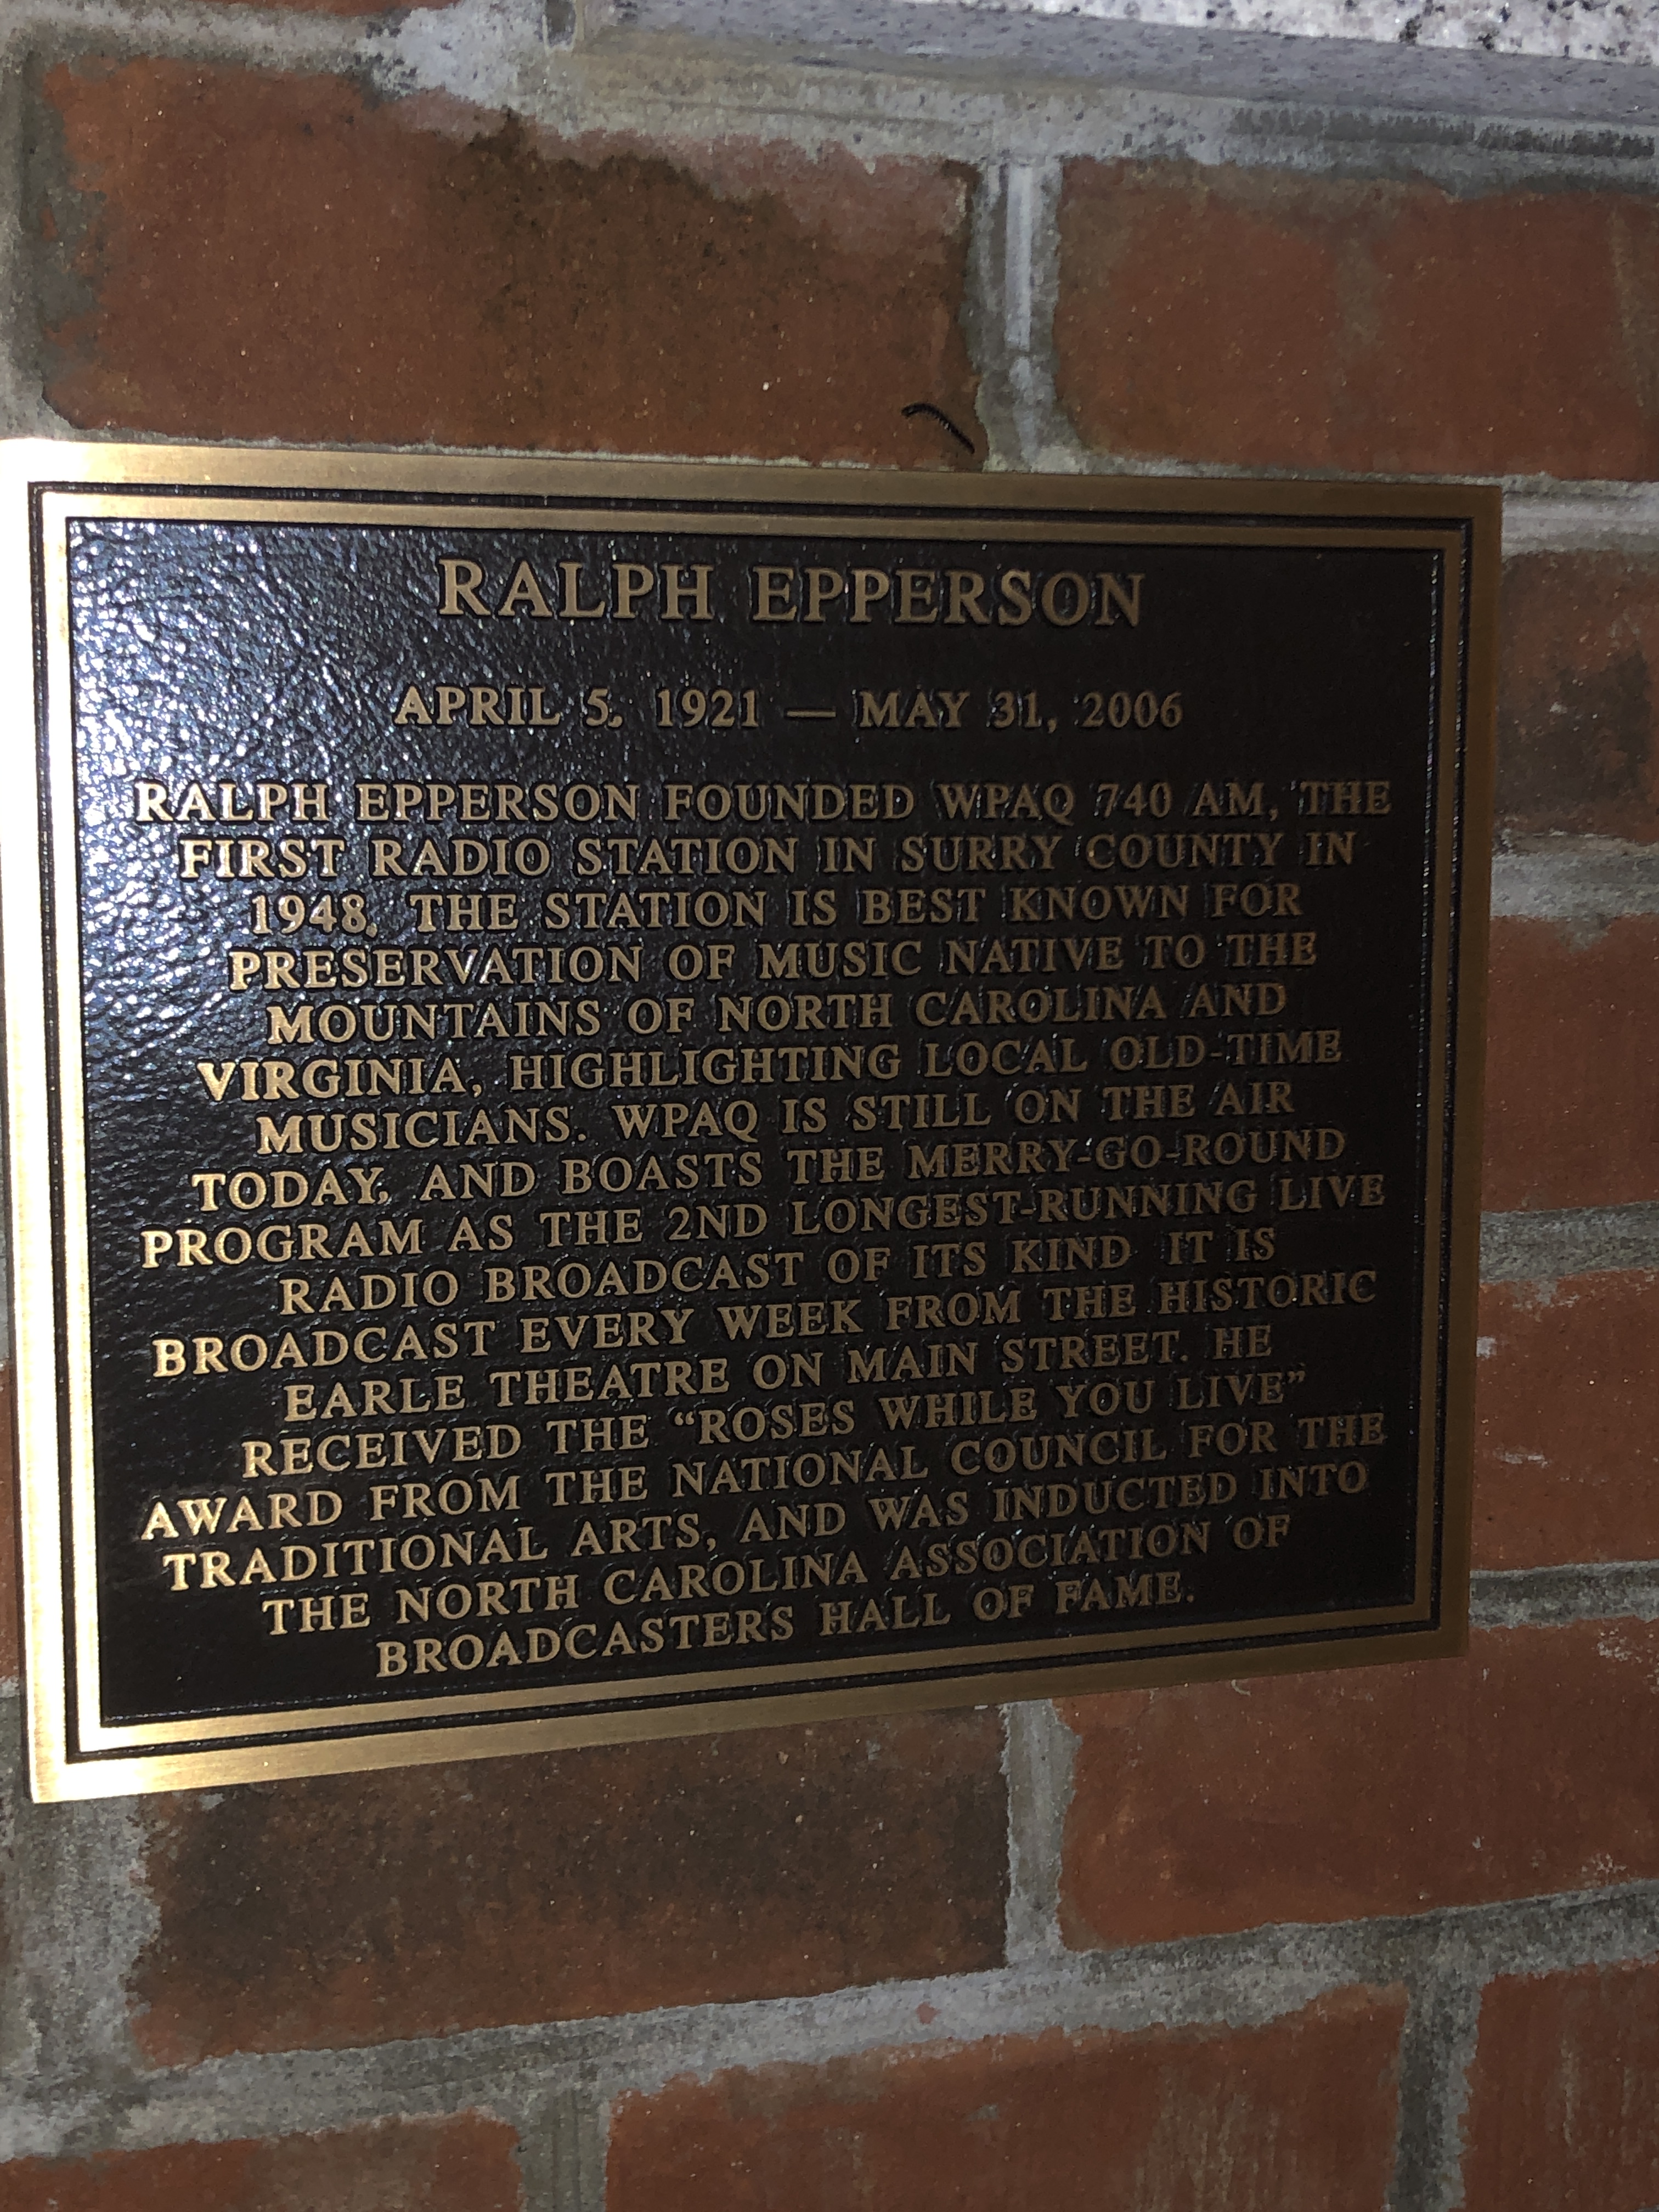 RALPH EPPERSON
APRIL 5, 1921 — MAY 31, 2006
RALPH EPPERSON FOUNDED WPAQ 740 AM, THE
FIRST RADIO STATION IN SURRY COUNTY IN
1948. THE STATION IS BEST KNOWN FOR
PRESERVATION OF MUSIC NATIVE TO THE
MOUNTAINS OF NORTH CAROLINA AND
VIRGINIA, HIGHLIGHTING LOCAL OLD-TIME
MUSICIANS. WPAQ IS STILL ON THE AIR
TODAY, AND BOASTS THE MERRY-GO-ROUND
PROGRAM AS THE 2ND LONGEST-RUNNING LIVE
RADIO BROADCAST OF ITS KIND IT IS
BROADCAST EVERY WEEK FROM THE HISTORIC
EARLE THEATRE ON MAIN STREET. HE
RECEIVED THE “ROSES WHILE YOU LIVE”
AWARD FROM THE NATIONAL COUNCIL FOR THE
TRADITIONAL ARTS, AND WAS INDUCTED INTO
THE NORTH CAROLINA ASSOCIATION OF
BROADCASTERS HALL OF FAME.